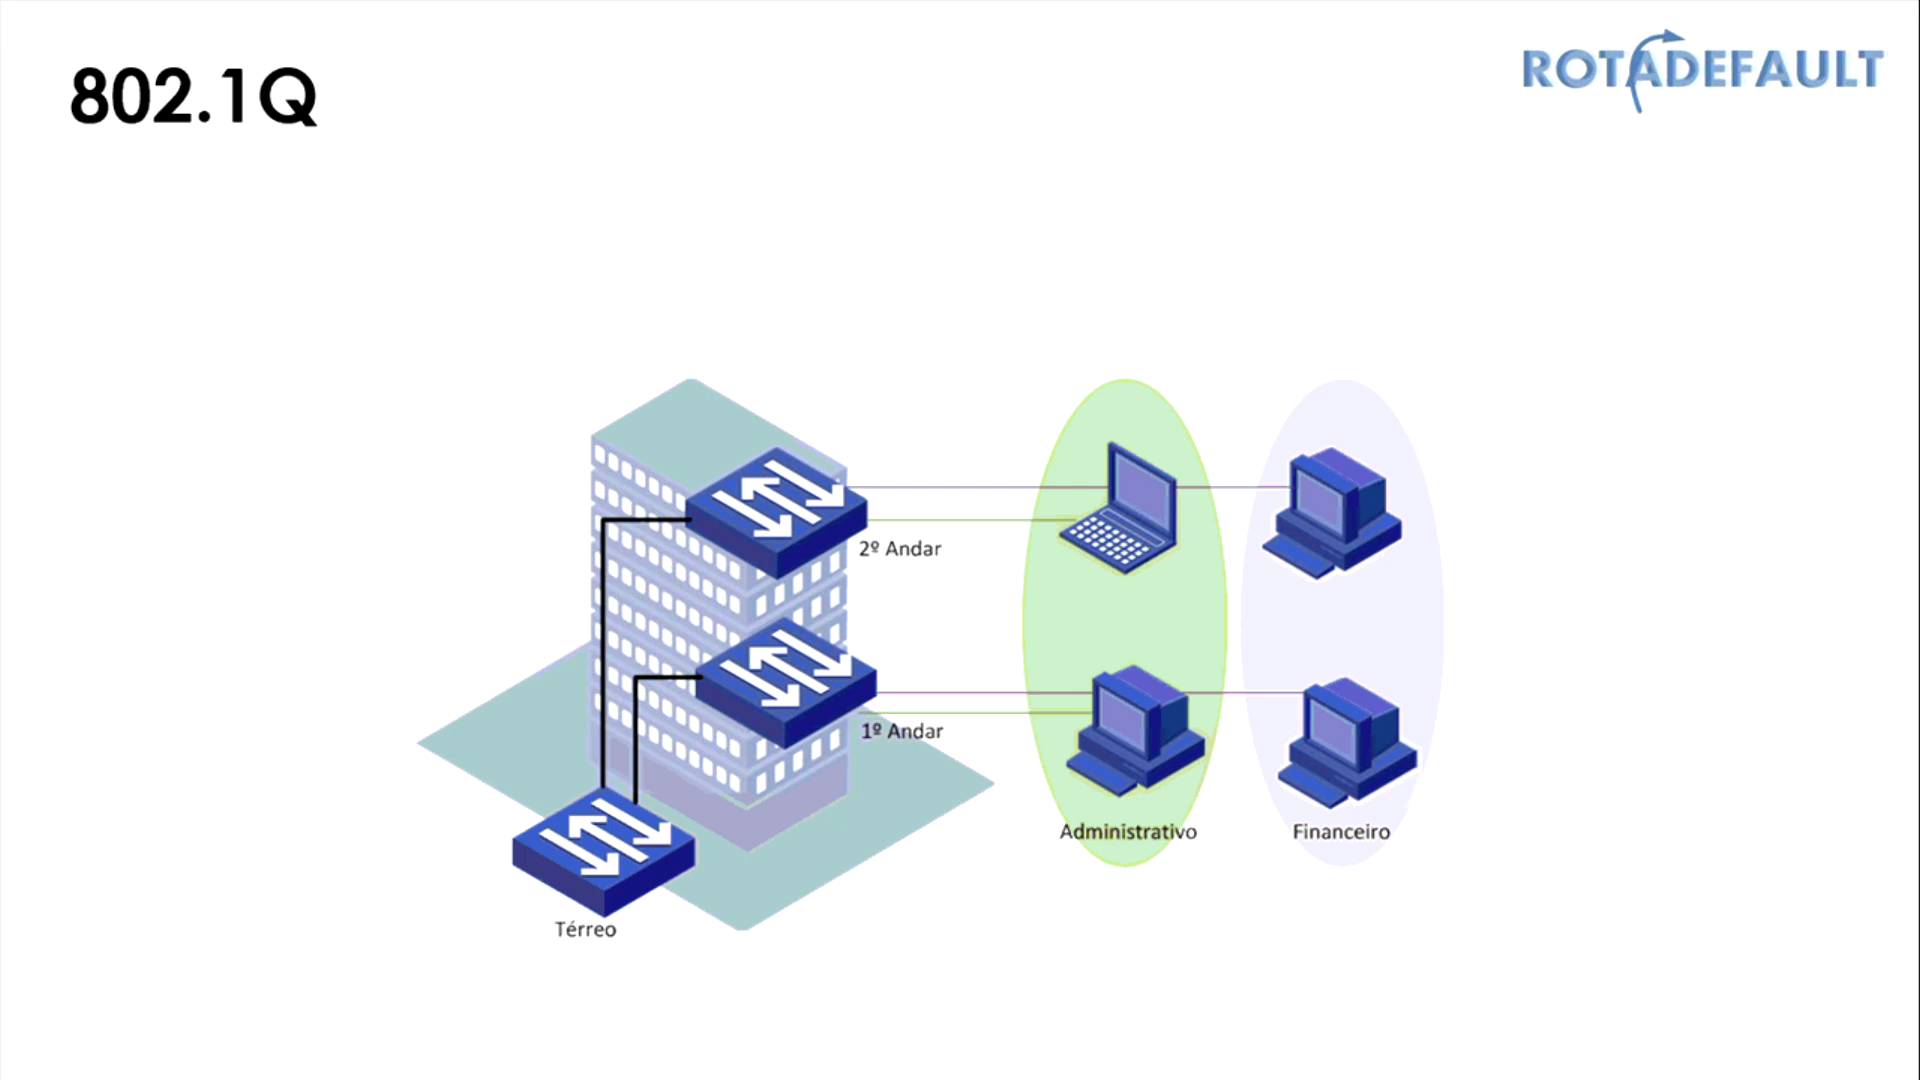 802.1Q
ROTADEFAULT
2º Andar
1º Andar
Administrativo
Financeiro
Térreo